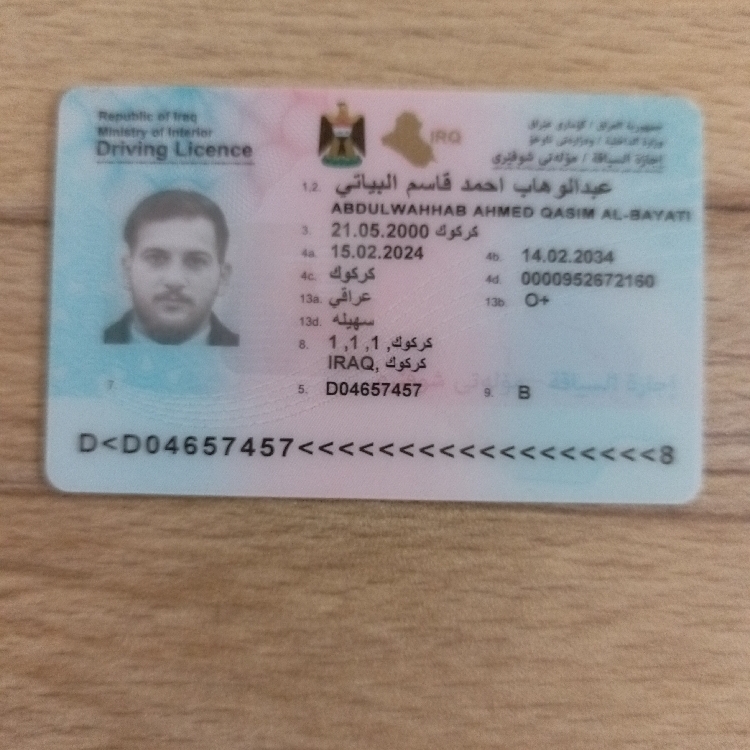 Republic of Iraq
Ministry of Interior
Driving Licence
IRQ
جمهورية العراق / كۆماری عێراق
وزارة الداخلية / وەزارەتی ناوخۆ
إجازة السياقة / مۆڵەتی شوفێری
1,2. عبدالوهاب احمد قاسم البياتي
ABDULWAHHAB AHMED QASIM AL-BAYATI
3. 21.05.2000 كركوك
4a. 15.02.2024 4b. 14.02.2034
4c. كركوك 4d. 0000952672160
13a. عراقي 13b. O+
13d. سهيله
8. كركوك, 1, 1, 1
IRAQ, كركوك
7
5. D04657457 9. B
إجازة السياقة
D<D04657457<<<<<<<<<<<<<<<<<<<8